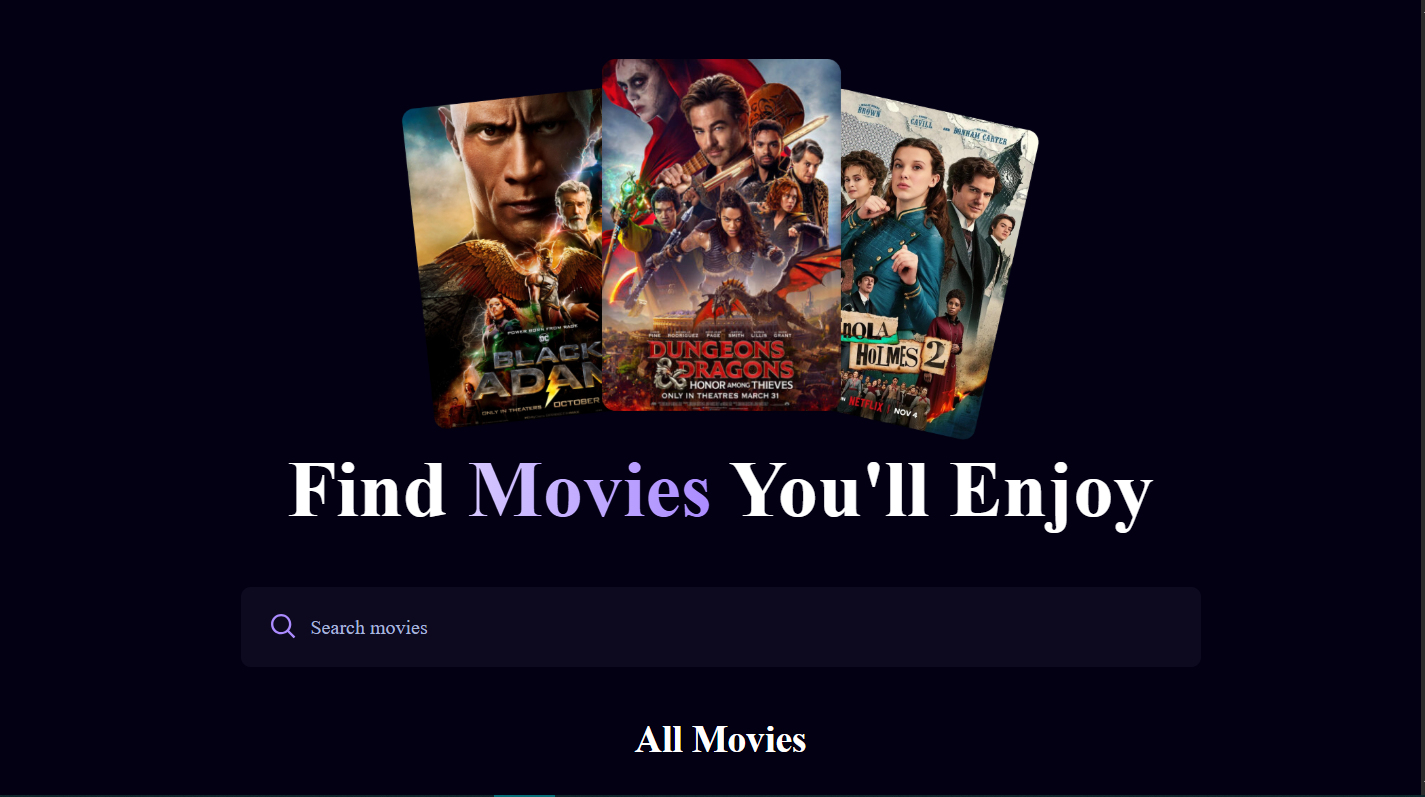 POWER BORN FROM RAGE
DC
BLACK
ADAM
ONLY IN THEATERS OCTOBER
PINE RODRIGUEZ PAGE SMITH LILLIS GRANT
DUNGEONS
& DRAGONS
HONOR AMONG THIEVES
ONLY IN THEATRES MARCH 31
BROWN
CAVILL
AND BONHAM CARTER
NOLA
HOLMES 2
NETFLIX | NOV 4
Find Movies You'll Enjoy
Search movies
All Movies